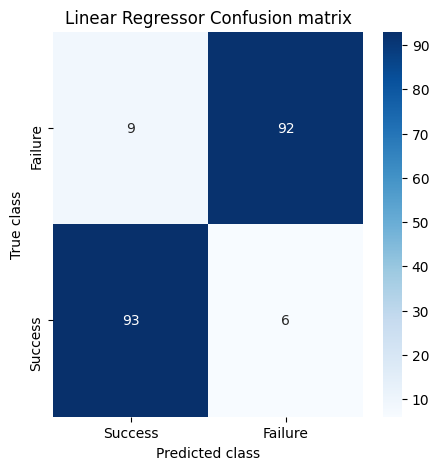 Linear Regressor Confusion matrix
True class
Failure
9
92
Success
93
6
Success
Failure
Predicted class
90
80
70
60
50
40
30
20
10